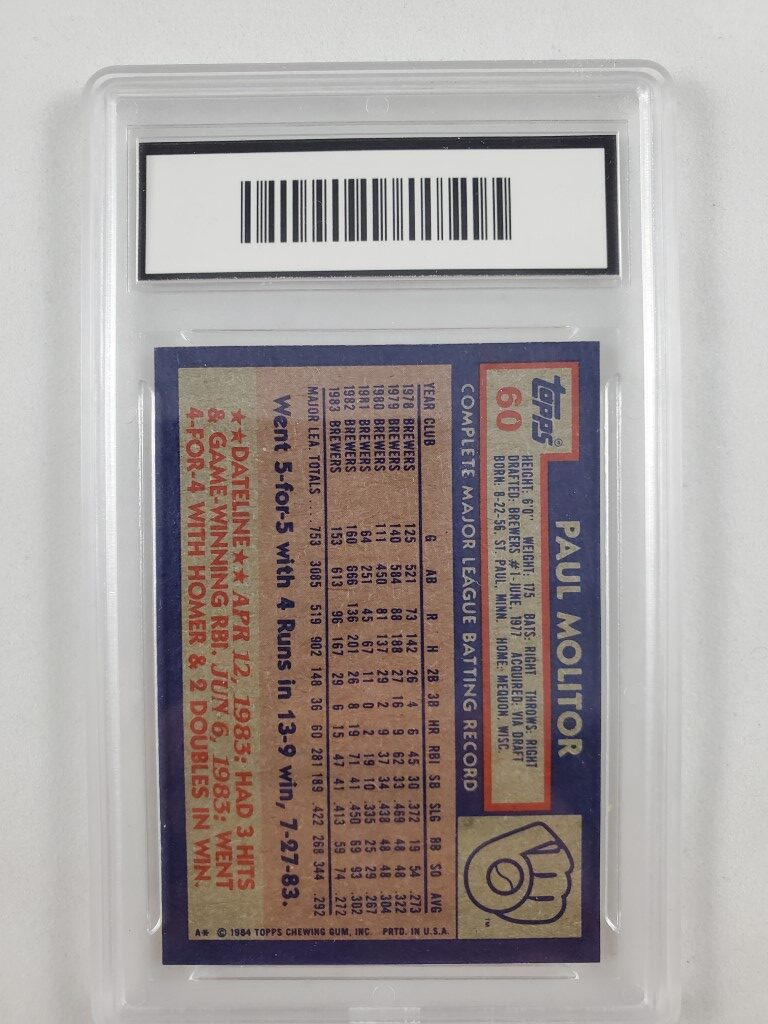 TOPPS®
60
PAUL MOLITOR
HEIGHT: 6'0" WEIGHT: 175 BATS: RIGHT THROWS: RIGHT
DRAFTED: BREWERS #1-JUNE, 1977 ACQUIRED: VIA DRAFT
BORN: 8-22-56, ST. PAUL, MINN. HOME: MEQUON, WISC.
TM
COMPLETE MAJOR LEAGUE BATTING RECORD
YEAR CLUB G AB R H 2B 3B HR RBI SB SLG BB SO AVG
1978 BREWERS 125 521 73 142 26 4 6 45 30 .372 19 54 .273
1979 BREWERS 140 584 88 188 27 16 9 62 33 .469 48 48 .322
1980 BREWERS 111 450 81 137 29 2 9 37 34 .438 48 48 .304
1981 BREWERS 64 251 45 67 11 0 2 19 10 .335 25 29 .267
1982 BREWERS 160 666 136 201 26 8 19 71 41 .450 69 93 .302
1983 BREWERS 153 613 96 167 29 6 15 47 41 .413 59 74 .272
MAJOR LEA. TOTALS ... 753 3085 519 902 148 36 60 281 189 .422 268 344 .292
Went 5-for-5 with 4 Runs in 13-9 win, 7-27-83.
★★DATELINE★★ APR 12, 1983: HAD 3 HITS
& GAME-WINNING RBI. JUN 6, 1983: WENT
4-FOR-4 WITH HOMER & 2 DOUBLES IN WIN.
A* © 1984 TOPPS CHEWING GUM, INC. PRTD. IN U.S.A.